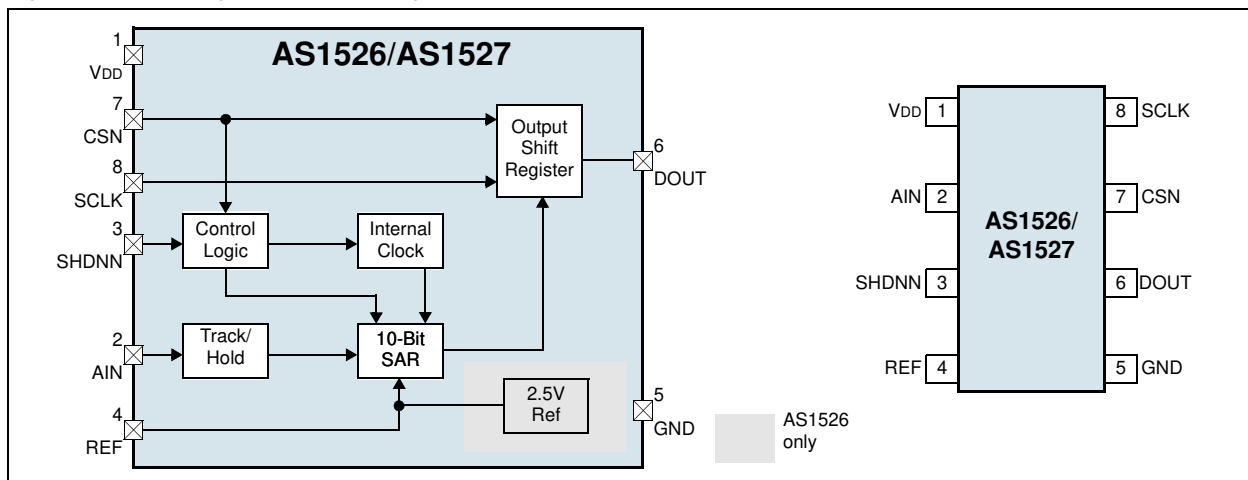 AS1526/AS1527
1
VDD
7
CSN
8
SCLK
3
SHDNN
2
AIN
4
REF
Output
Shift
Register
6
DOUT
Control
Logic
Internal
Clock
Track/
Hold
10-Bit
SAR
2.5V
Ref
5
GND
AS1526
only
VDD 1
AIN 2
SHDNN 3
REF 4
AS1526/
AS1527
8 SCLK
7 CSN
6 DOUT
5 GND